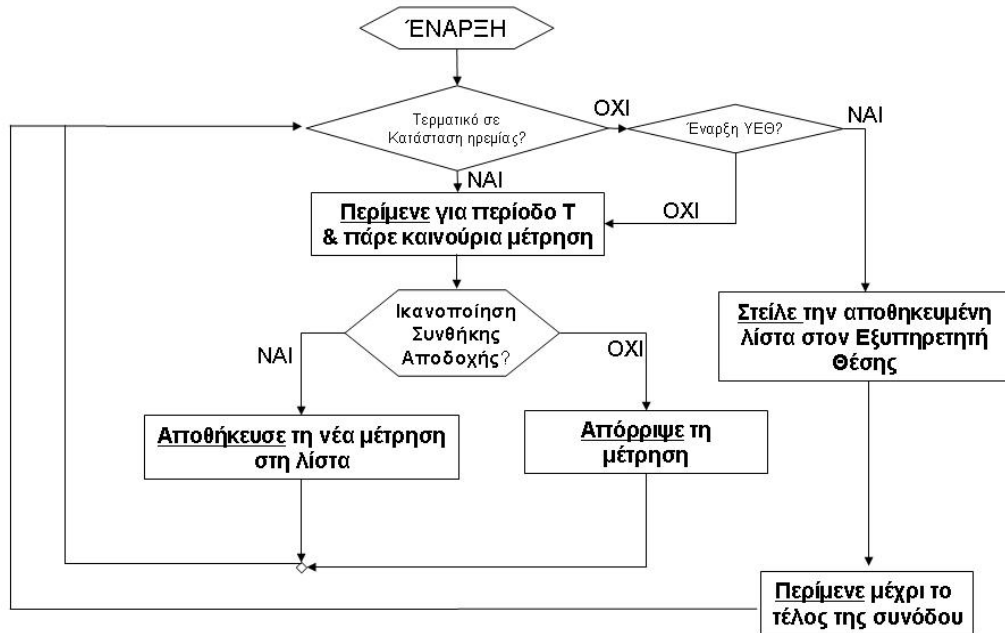 ΈΝΑΡΞΗ
Τερματικό σε
Κατάσταση ηρεμίας?
ΟΧΙ
Έναρξη ΥΕΘ?
ΝΑΙ
ΝΑΙ
ΟΧΙ
Περίμενε για περίοδο Τ
& πάρε καινούρια μέτρηση
Ικανοποίηση
Συνθήκης
Αποδοχής?
ΝΑΙ
ΟΧΙ
Στείλε την αποθηκευμένη
λίστα στον Εξυπηρετητή
Θέσης
Αποθήκευσε τη νέα μέτρηση
στη λίστα
Απόρριψε τη
μέτρηση
Περίμενε μέχρι το
τέλος της συνόδου